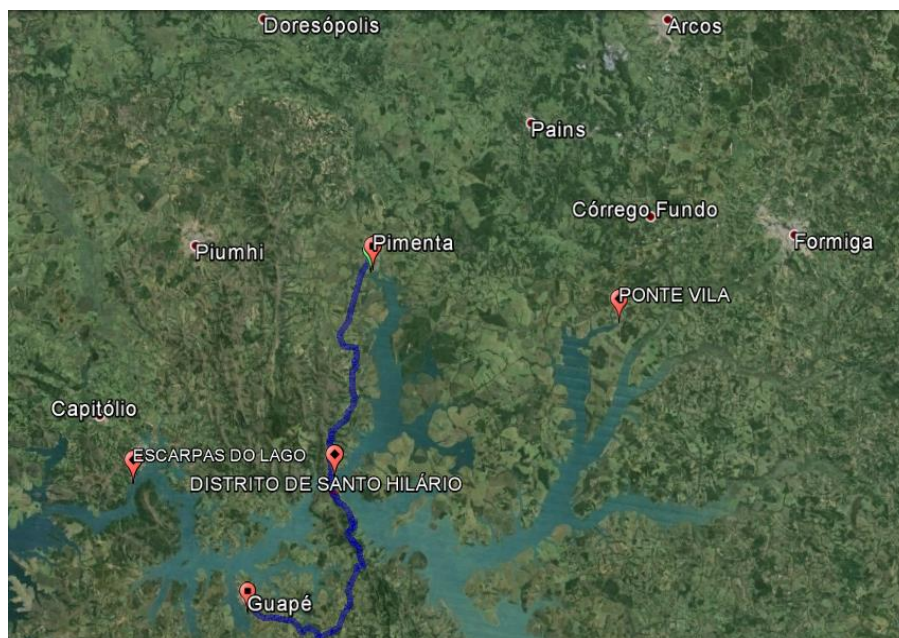 Doresópolis
Arcos
Pains
Córrego Fundo
Formiga
Piumhi
Pimenta
PONTE VILA
Capitólio
ESCARPAS DO LAGO
DISTRITO DE SANTO HILÁRIO
Guapé